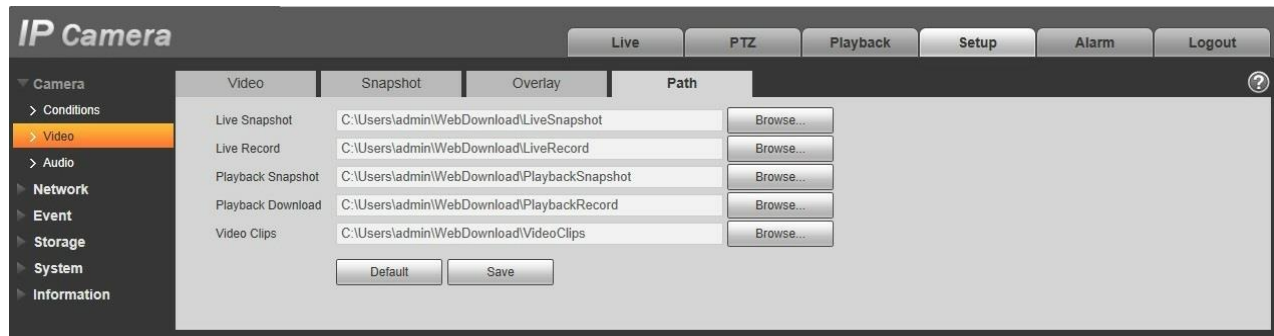 IP Camera
Live PTZ Playback Setup Alarm Logout
Camera
Conditions
Video
Audio
Network
Event
Storage
System
Information
Video Snapshot Overlay Path ?
Live Snapshot C:\Users\admin\WebDownload\LiveSnapshot Browse...
Live Record C:\Users\admin\WebDownload\LiveRecord Browse...
Playback Snapshot C:\Users\admin\WebDownload\PlaybackSnapshot Browse...
Playback Download C:\Users\admin\WebDownload\PlaybackRecord Browse...
Video Clips C:\Users\admin\WebDownload\VideoClips Browse...
Default Save